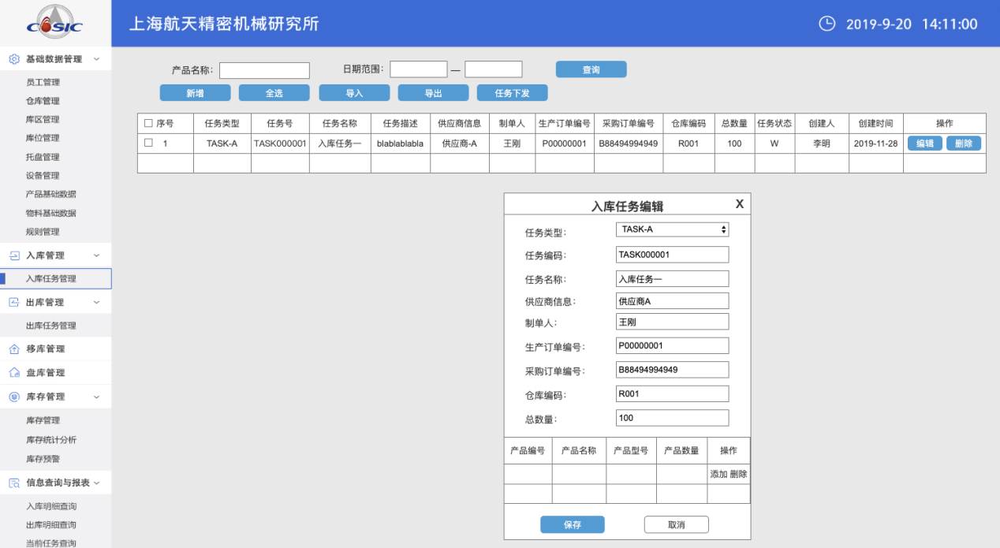 CASIC
上海航天精密机械研究所
2019-9-20 14:11:00
基础数据管理
员工管理
仓库管理
库区管理
库位管理
托盘管理
设备管理
产品基础数据
物料基础数据
规则管理
入库管理
入库任务管理
出库管理
出库任务管理
移库管理
盘库管理
库存管理
库存管理
库存统计分析
库存预警
信息查询与报表
入库明细查询
出库明细查询
当前任务查询
产品名称: 日期范围: — 查询
新增 全选 导入 导出 任务下发
序号 任务类型 任务号 任务名称 任务描述 供应商信息 制单人 生产订单编号 采购订单编号 仓库编码 总数量 任务状态 创建人 创建时间 操作
1 TASK-A TASK000001 入库任务一 blablablabla 供应商-A 王刚 P00000001 B88494994949 R001 100 W 李明 2019-11-28 编辑 删除
入库任务编辑 X
任务类型: TASK-A
任务编码: TASK000001
任务名称: 入库任务一
供应商信息: 供应商A
制单人: 王刚
生产订单编号: P00000001
采购订单编号: B88494994949
仓库编码: R001
总数量: 100
产品编号 产品名称 产品型号 产品数量 操作
添加 删除
保存 取消